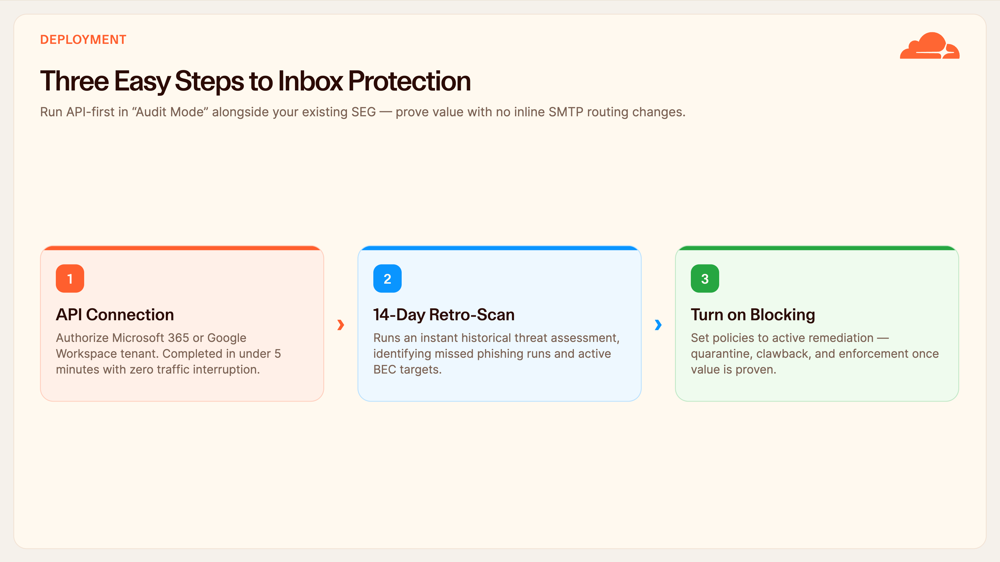 DEPLOYMENT
Three Easy Steps to Inbox Protection
Run API-first in “Audit Mode” alongside your existing SEG — prove value with no inline SMTP routing changes.
1
API Connection
Authorize Microsoft 365 or Google
Workspace tenant. Completed in under 5
minutes with zero traffic interruption.
›
2
14-Day Retro-Scan
Runs an instant historical threat assessment,
identifying missed phishing runs and active
BEC targets.
›
3
Turn on Blocking
Set policies to active remediation —
quarantine, clawback, and enforcement once
value is proven.